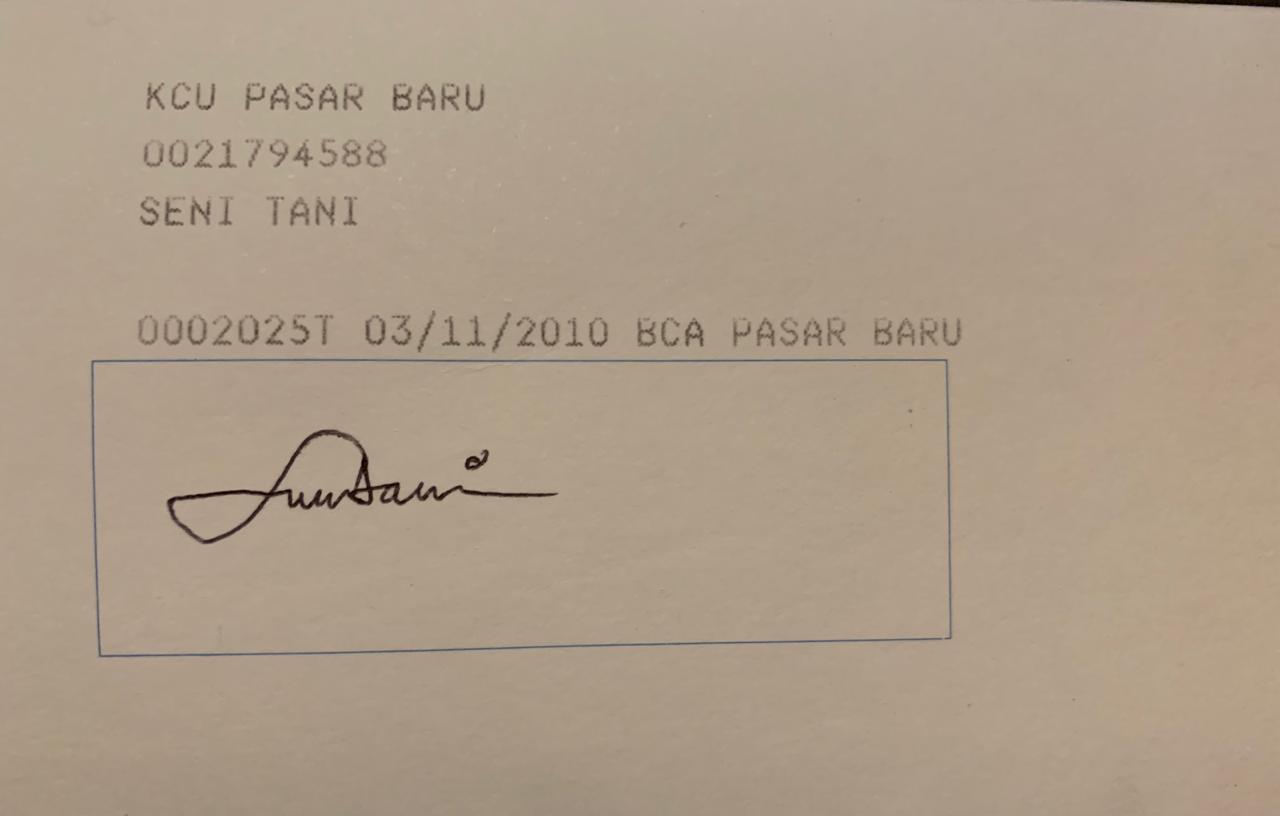 KCU PASAR BARU
0021794588
SENI TANI
0002025T 03/11/2010 BCA PASAR BARU